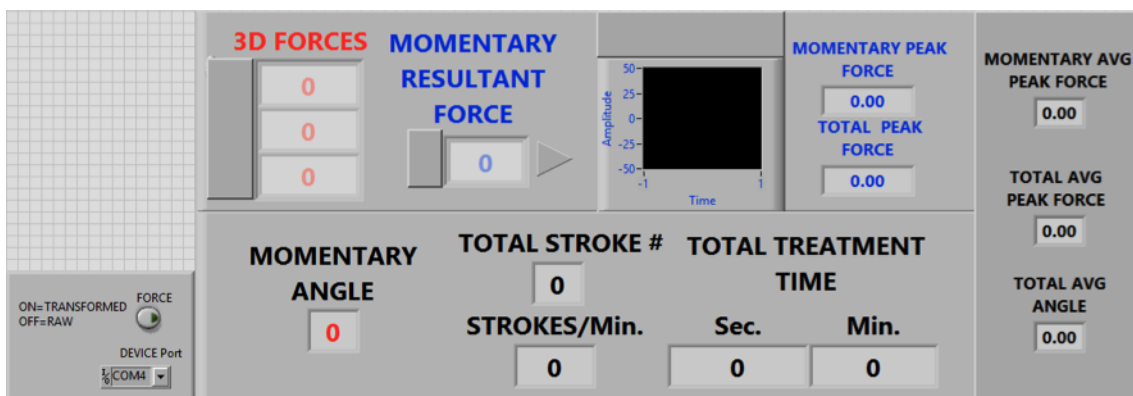 3D FORCES
0
0
0
MOMENTARY
RESULTANT
FORCE
0
Amplitude
50
25
0
-25
-50
-1
1
Time
MOMENTARY PEAK
FORCE
0.00
TOTAL PEAK
FORCE
0.00
MOMENTARY AVG
PEAK FORCE
0.00
TOTAL AVG
PEAK FORCE
0.00
TOTAL AVG
ANGLE
0.00
ON=TRANSFORMED
OFF=RAW
FORCE
DEVICE Port
I/O COM4
MOMENTARY
ANGLE
0
TOTAL STROKE #
0
STROKES/Min.
0
TOTAL TREATMENT
TIME
Sec.
Min.
0
0